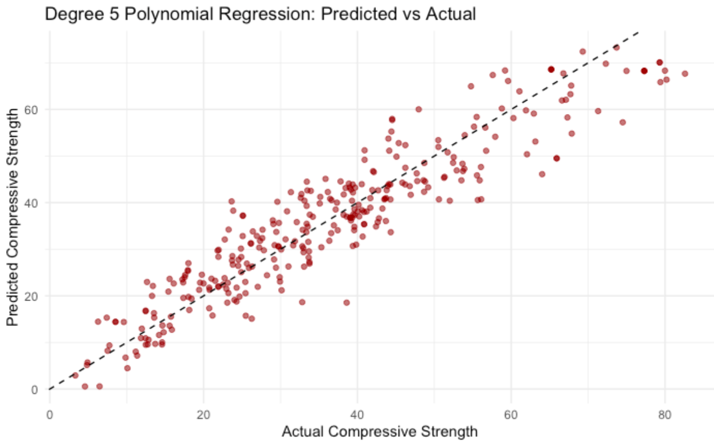 Degree 5 Polynomial Regression: Predicted vs Actual
Predicted Compressive Strength
60
40
20
0
0 20 40 60 80
Actual Compressive Strength